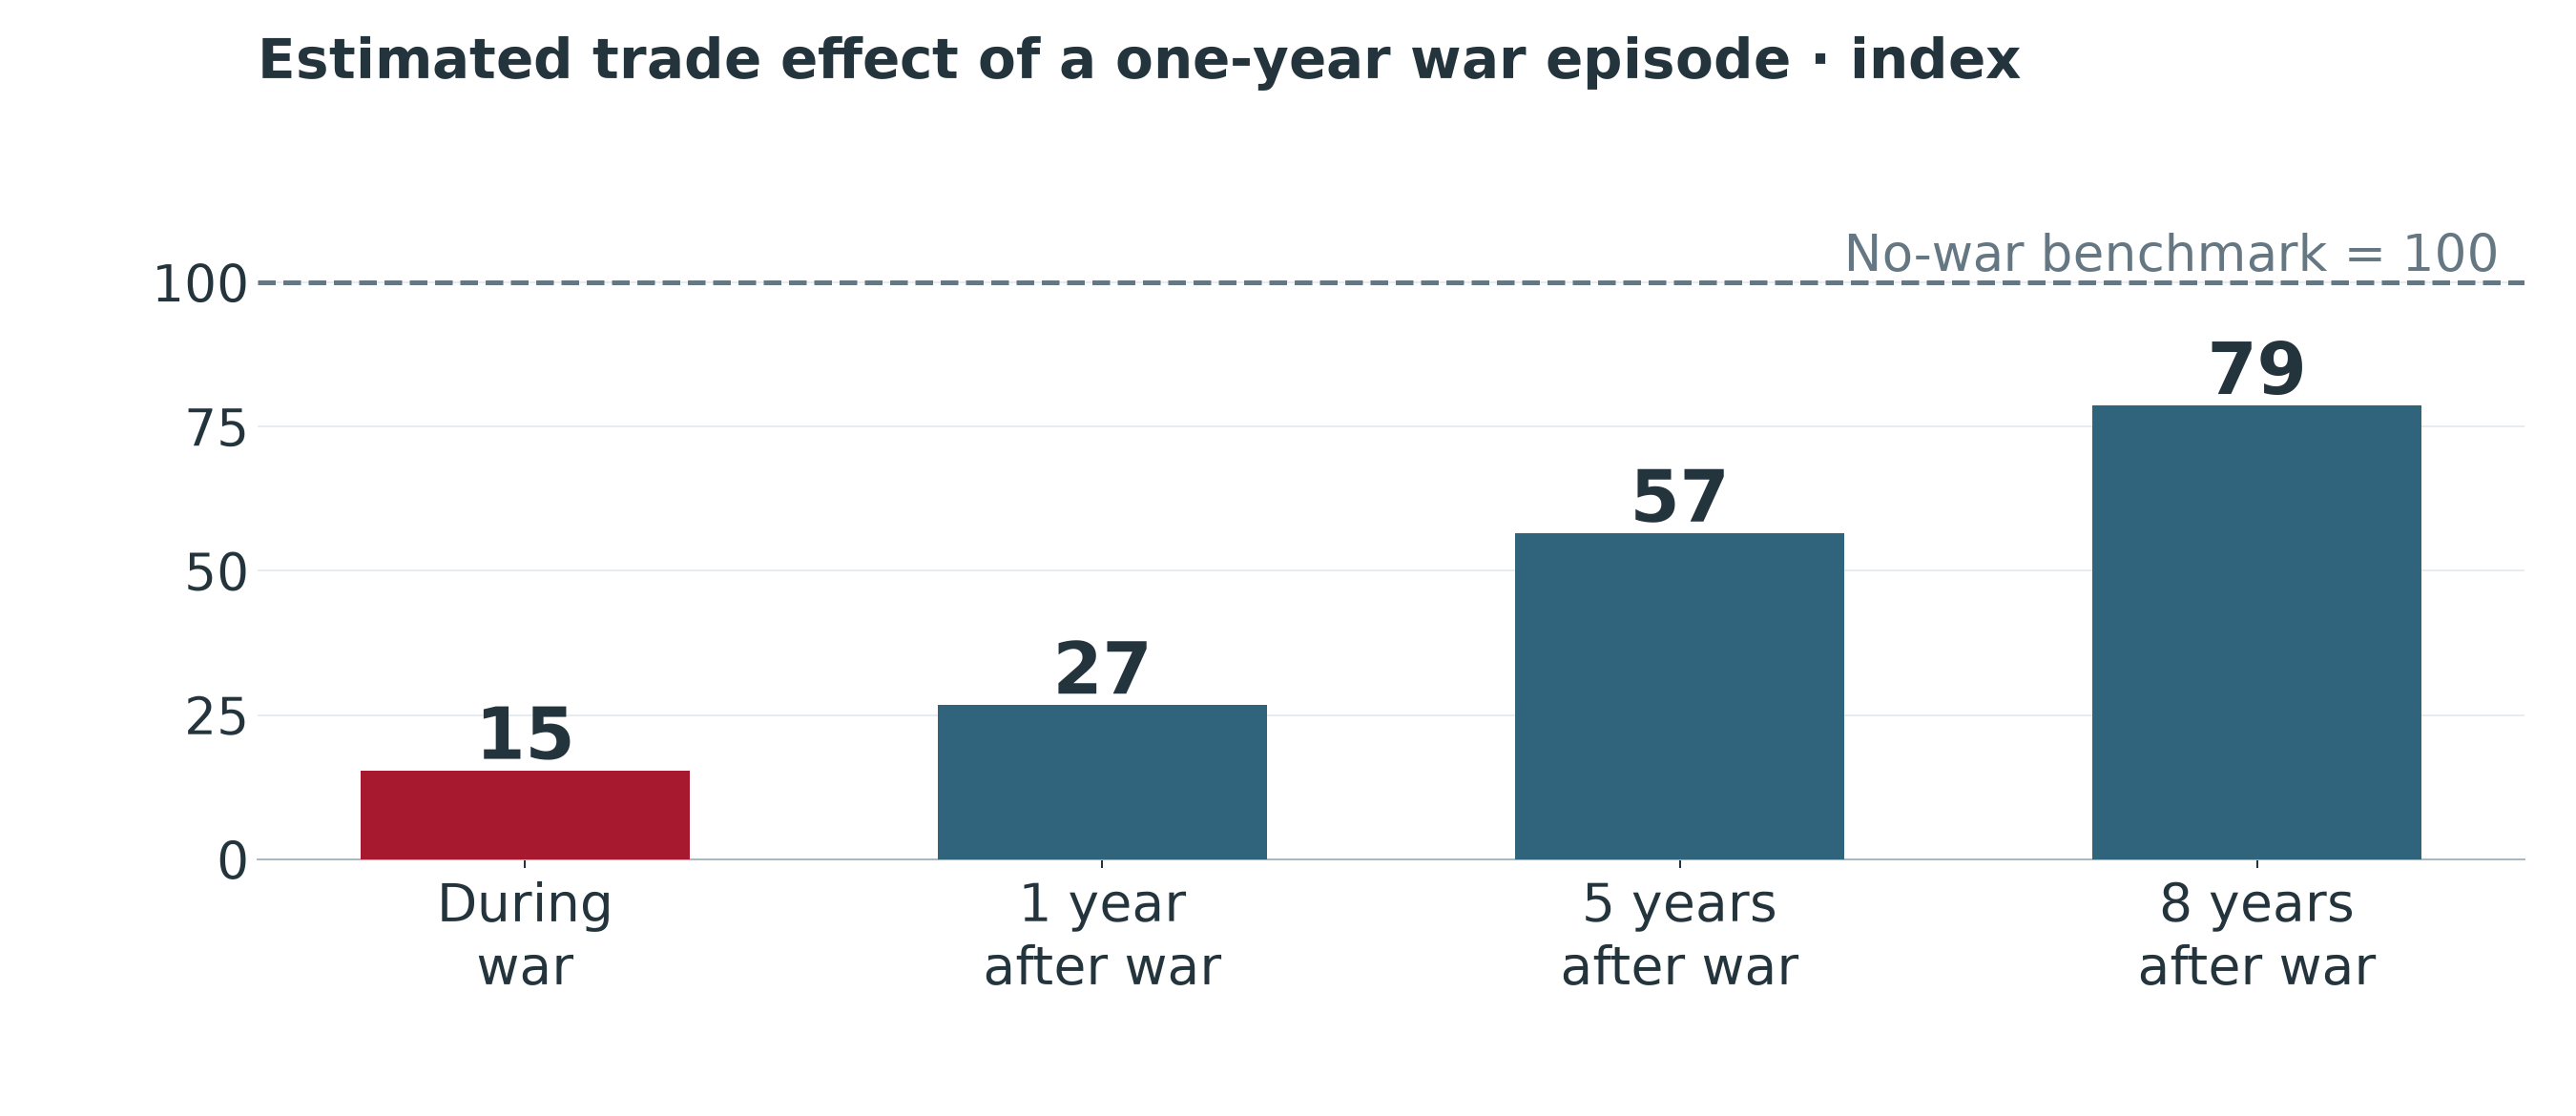 Estimated trade effect of a one-year war episode · index
No-war benchmark = 100
100
75
50
25
0
15
27
57
79
During
war
1 year
after war
5 years
after war
8 years
after war